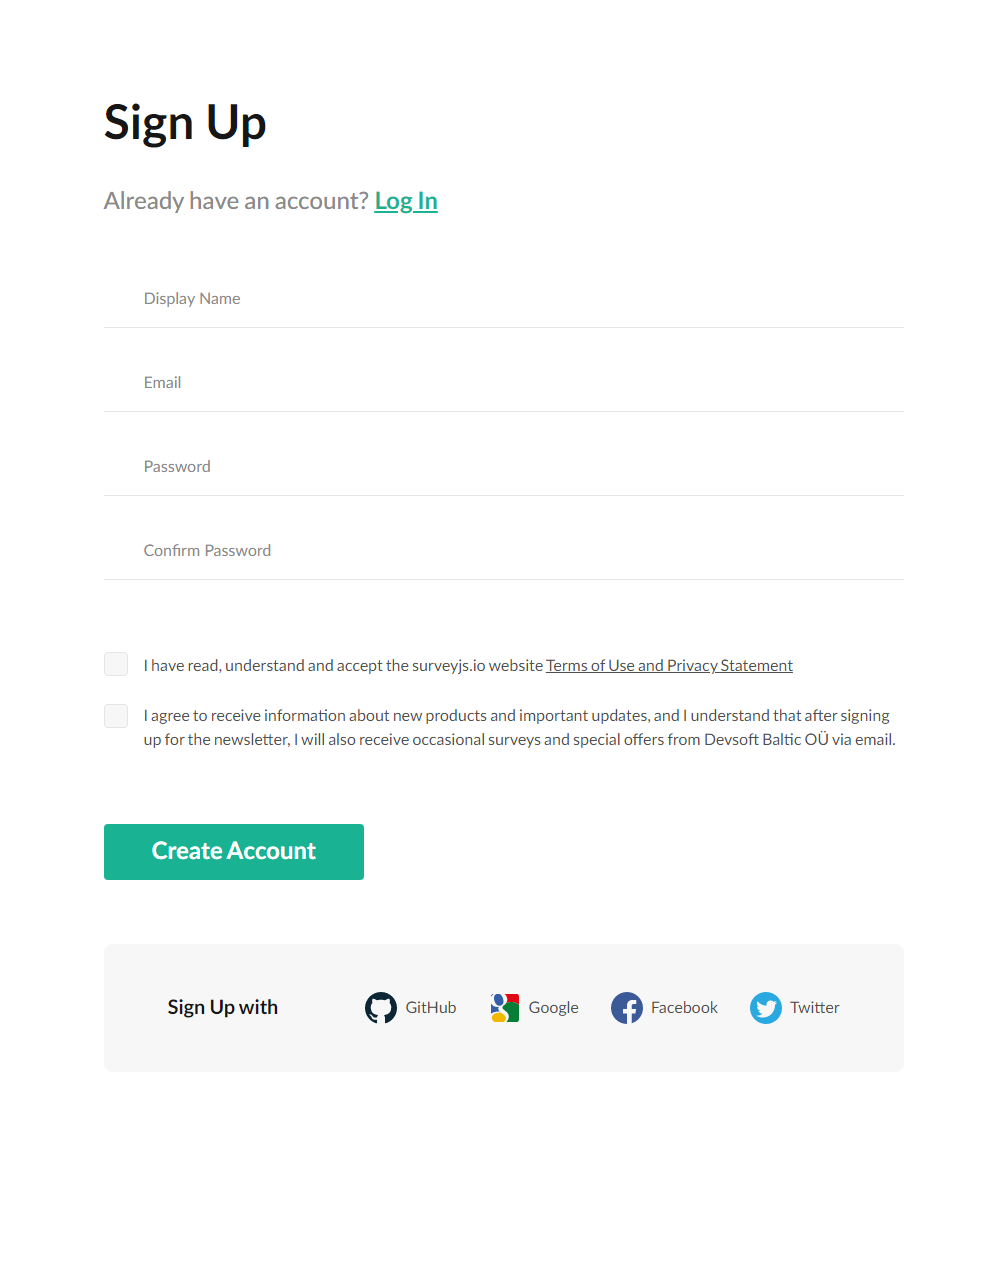 Sign Up
Already have an account? Log In
Display Name
Email
Password
Confirm Password
I have read, understand and accept the surveyjs.io website Terms of Use and Privacy Statement
I agree to receive information about new products and important updates, and I understand that after signing
up for the newsletter, I will also receive occasional surveys and special offers from Devsoft Baltic OÜ via email.
Create Account
Sign Up with GitHub Google Facebook Twitter